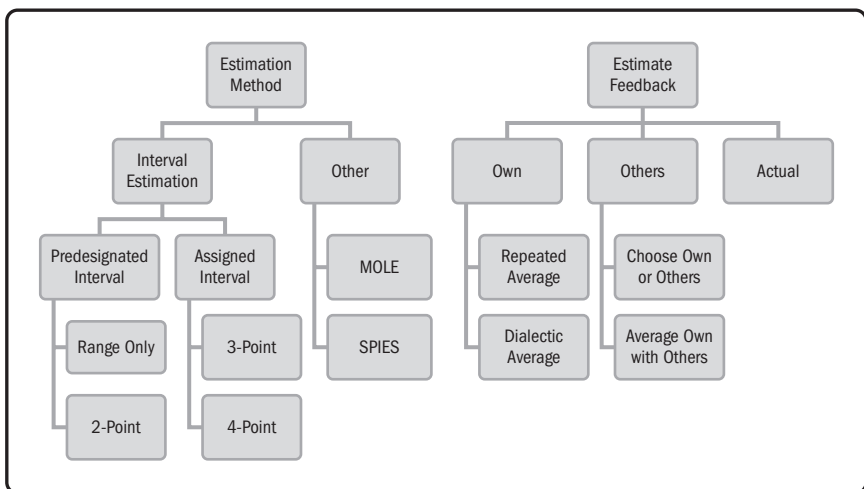 Estimation
Method
Interval
Estimation
Other
Predesignated
Interval
Assigned
Interval
Range Only
2-Point
3-Point
4-Point
MOLE
SPIES
Estimate
Feedback
Own
Others
Actual
Repeated
Average
Dialectic
Average
Choose Own
or Others
Average Own
with Others